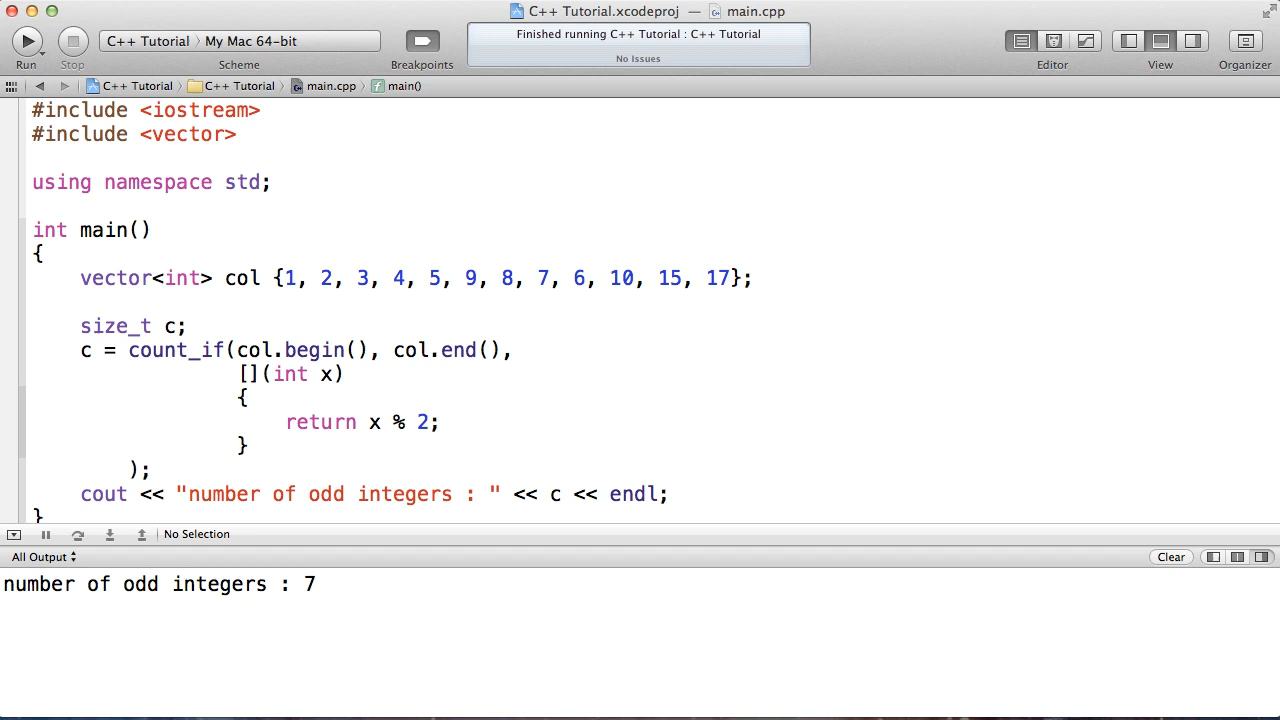 C++ Tutorial.xcodeproj — main.cpp
C++ Tutorial 〉 My Mac 64-bit
Finished running C++ Tutorial : C++ Tutorial
No Issues
Run Stop Scheme Breakpoints Editor View Organizer
C++ Tutorial 〉 C++ Tutorial 〉 main.cpp 〉 f main()
#include <iostream>
#include <vector>
using namespace std;
int main()
{
    vector<int> col {1, 2, 3, 4, 5, 9, 8, 7, 6, 10, 15, 17};
    size_t c;
    c = count_if(col.begin(), col.end(),
                 [](int x)
                 {
                     return x % 2;
                 }
        );
    cout << "number of odd integers : " << c << endl;
}
No Selection
All Output
Clear
number of odd integers : 7